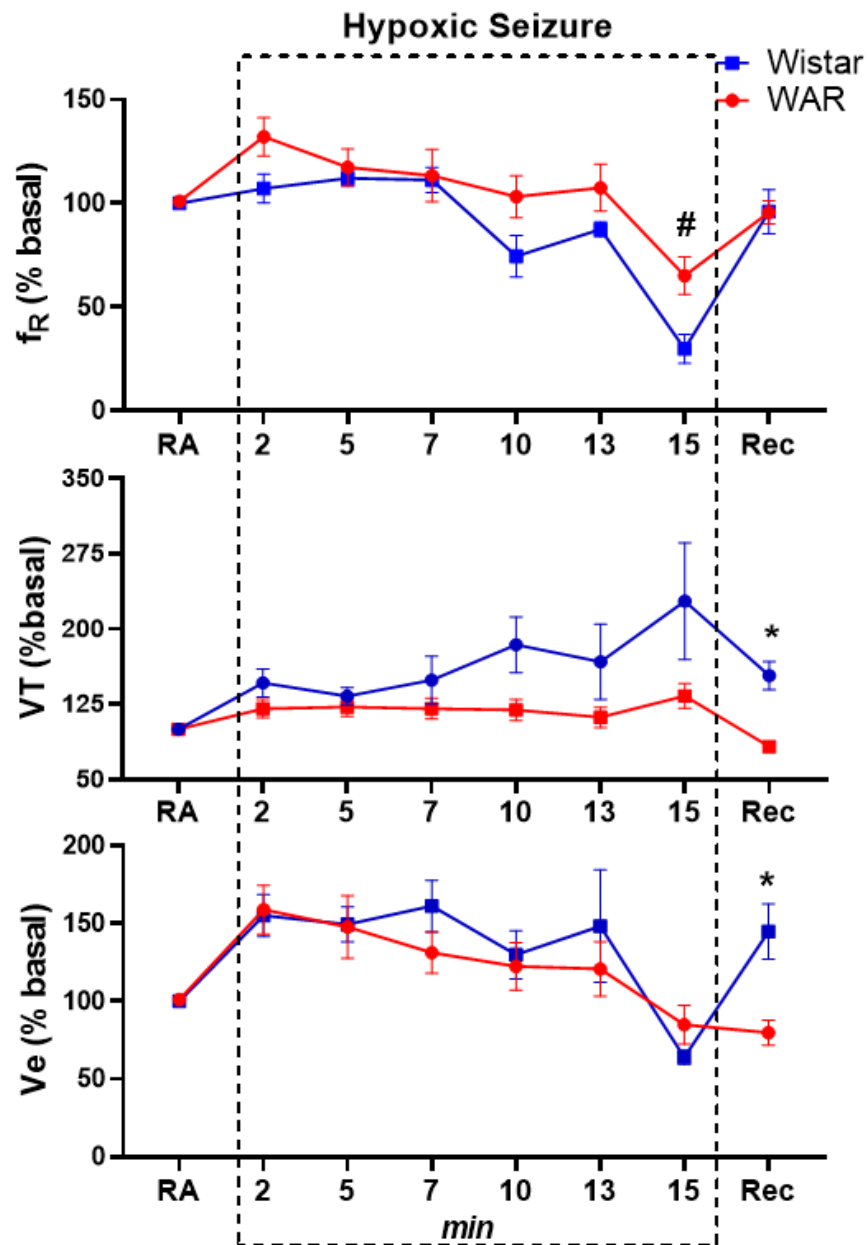 Hypoxic Seizure
Wistar
WAR
fR (% basal)
150
100
50
0
#
RA 2 5 7 10 13 15 Rec
VT (%basal)
350
275
200
125
50
*
RA 2 5 7 10 13 15 Rec
Ve (% basal)
200
150
100
50
0
*
RA 2 5 7 10 13 15 Rec
min